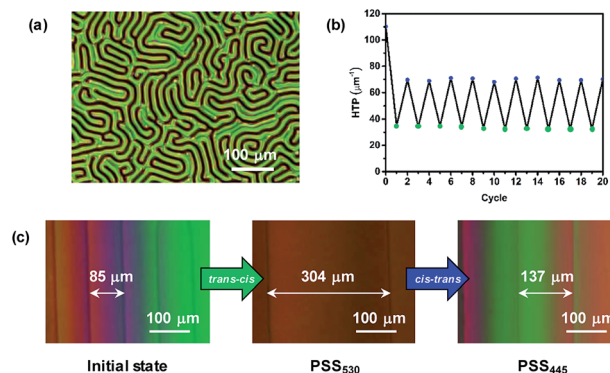 (a)
100 μm
(b)
HTP (μm⁻¹)
120
100
80
60
40
20
0
0 2 4 6 8 10 12 14 16 18 20
Cycle
(c)
85 μm
100 μm
Initial state
trans-cis
304 μm
100 μm
PSS₅₃₀
cis-trans
137 μm
100 μm
PSS₄₄₅